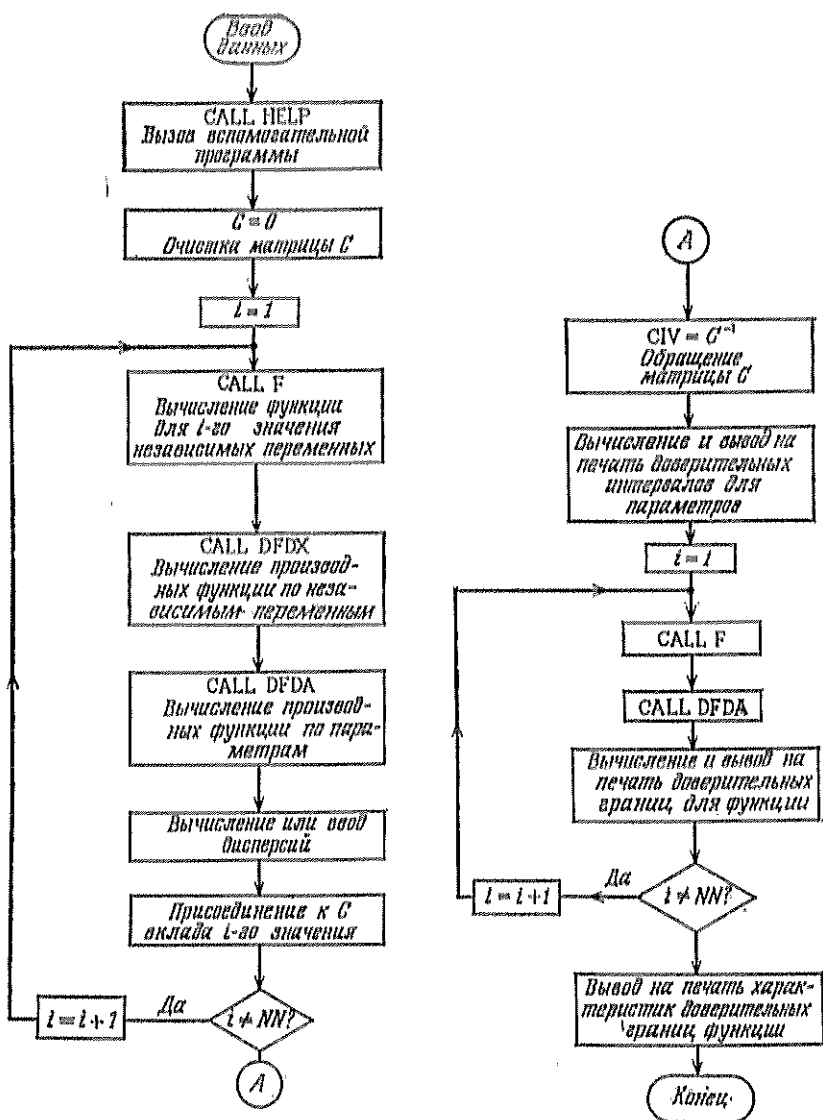 Ввод
данных
CALL HELP
Вызов вспомогательной
программы
C = 0
Очистка матрицы C
i = 1
CALL F
Вычисление функции
для i-го значения
независимых переменных
CALL DFDX
Вычисление производ-
ных функции по неза-
висимым переменным
CALL DFDA
Вычисление производ-
ных функции по пара-
метрам
Вычисление или ввод
дисперсий
Присоединение к C
вклада i-го значения
i = i + 1
Да
i ≠ NN?
A
A
CIV = C⁻¹
Обращение
матрицы C
Вычисление и вывод на
печать доверительных
интервалов для
параметров
i = 1
CALL F
CALL DFDA
Вычисление и вывод на
печать доверительных
границ для функции
i = i + 1
Да
i ≠ NN?
Вывод на печать харак-
теристик доверительных
границ функции
Конец